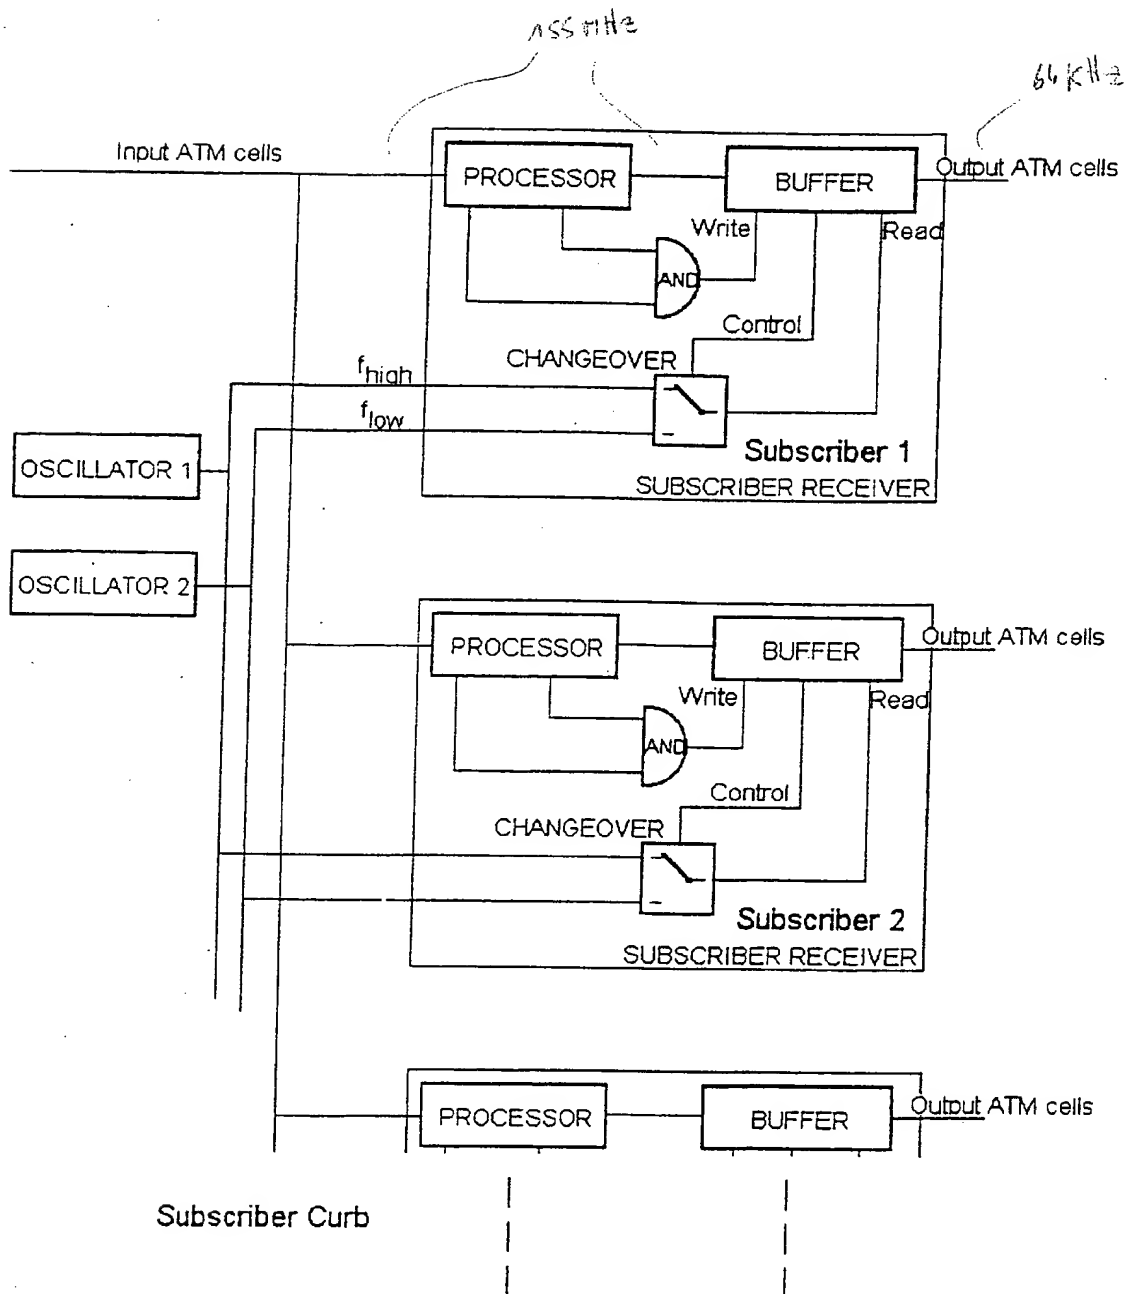 155 MHz
64 KHz
Input ATM cells
PROCESSOR
BUFFER
Output ATM cells
Write
Read
AND
Control
CHANGEOVER
f high
f low
OSCILLATOR 1
Subscriber 1
SUBSCRIBER RECEIVER
OSCILLATOR 2
PROCESSOR
BUFFER
Output ATM cells
Write
Read
AND
Control
CHANGEOVER
Subscriber 2
SUBSCRIBER RECEIVER
PROCESSOR
BUFFER
Output ATM cells
Subscriber Curb